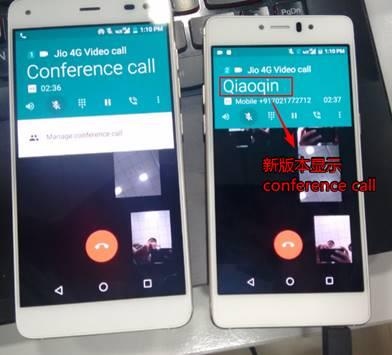 1:10 PM
1 Jio 4G Video call
Conference call
02:36
Manage conference call
1:10 PM
2 Jio 4G Video call
Qiaoqin
Mobile +917021772712 02:37
新版本显示
conference call